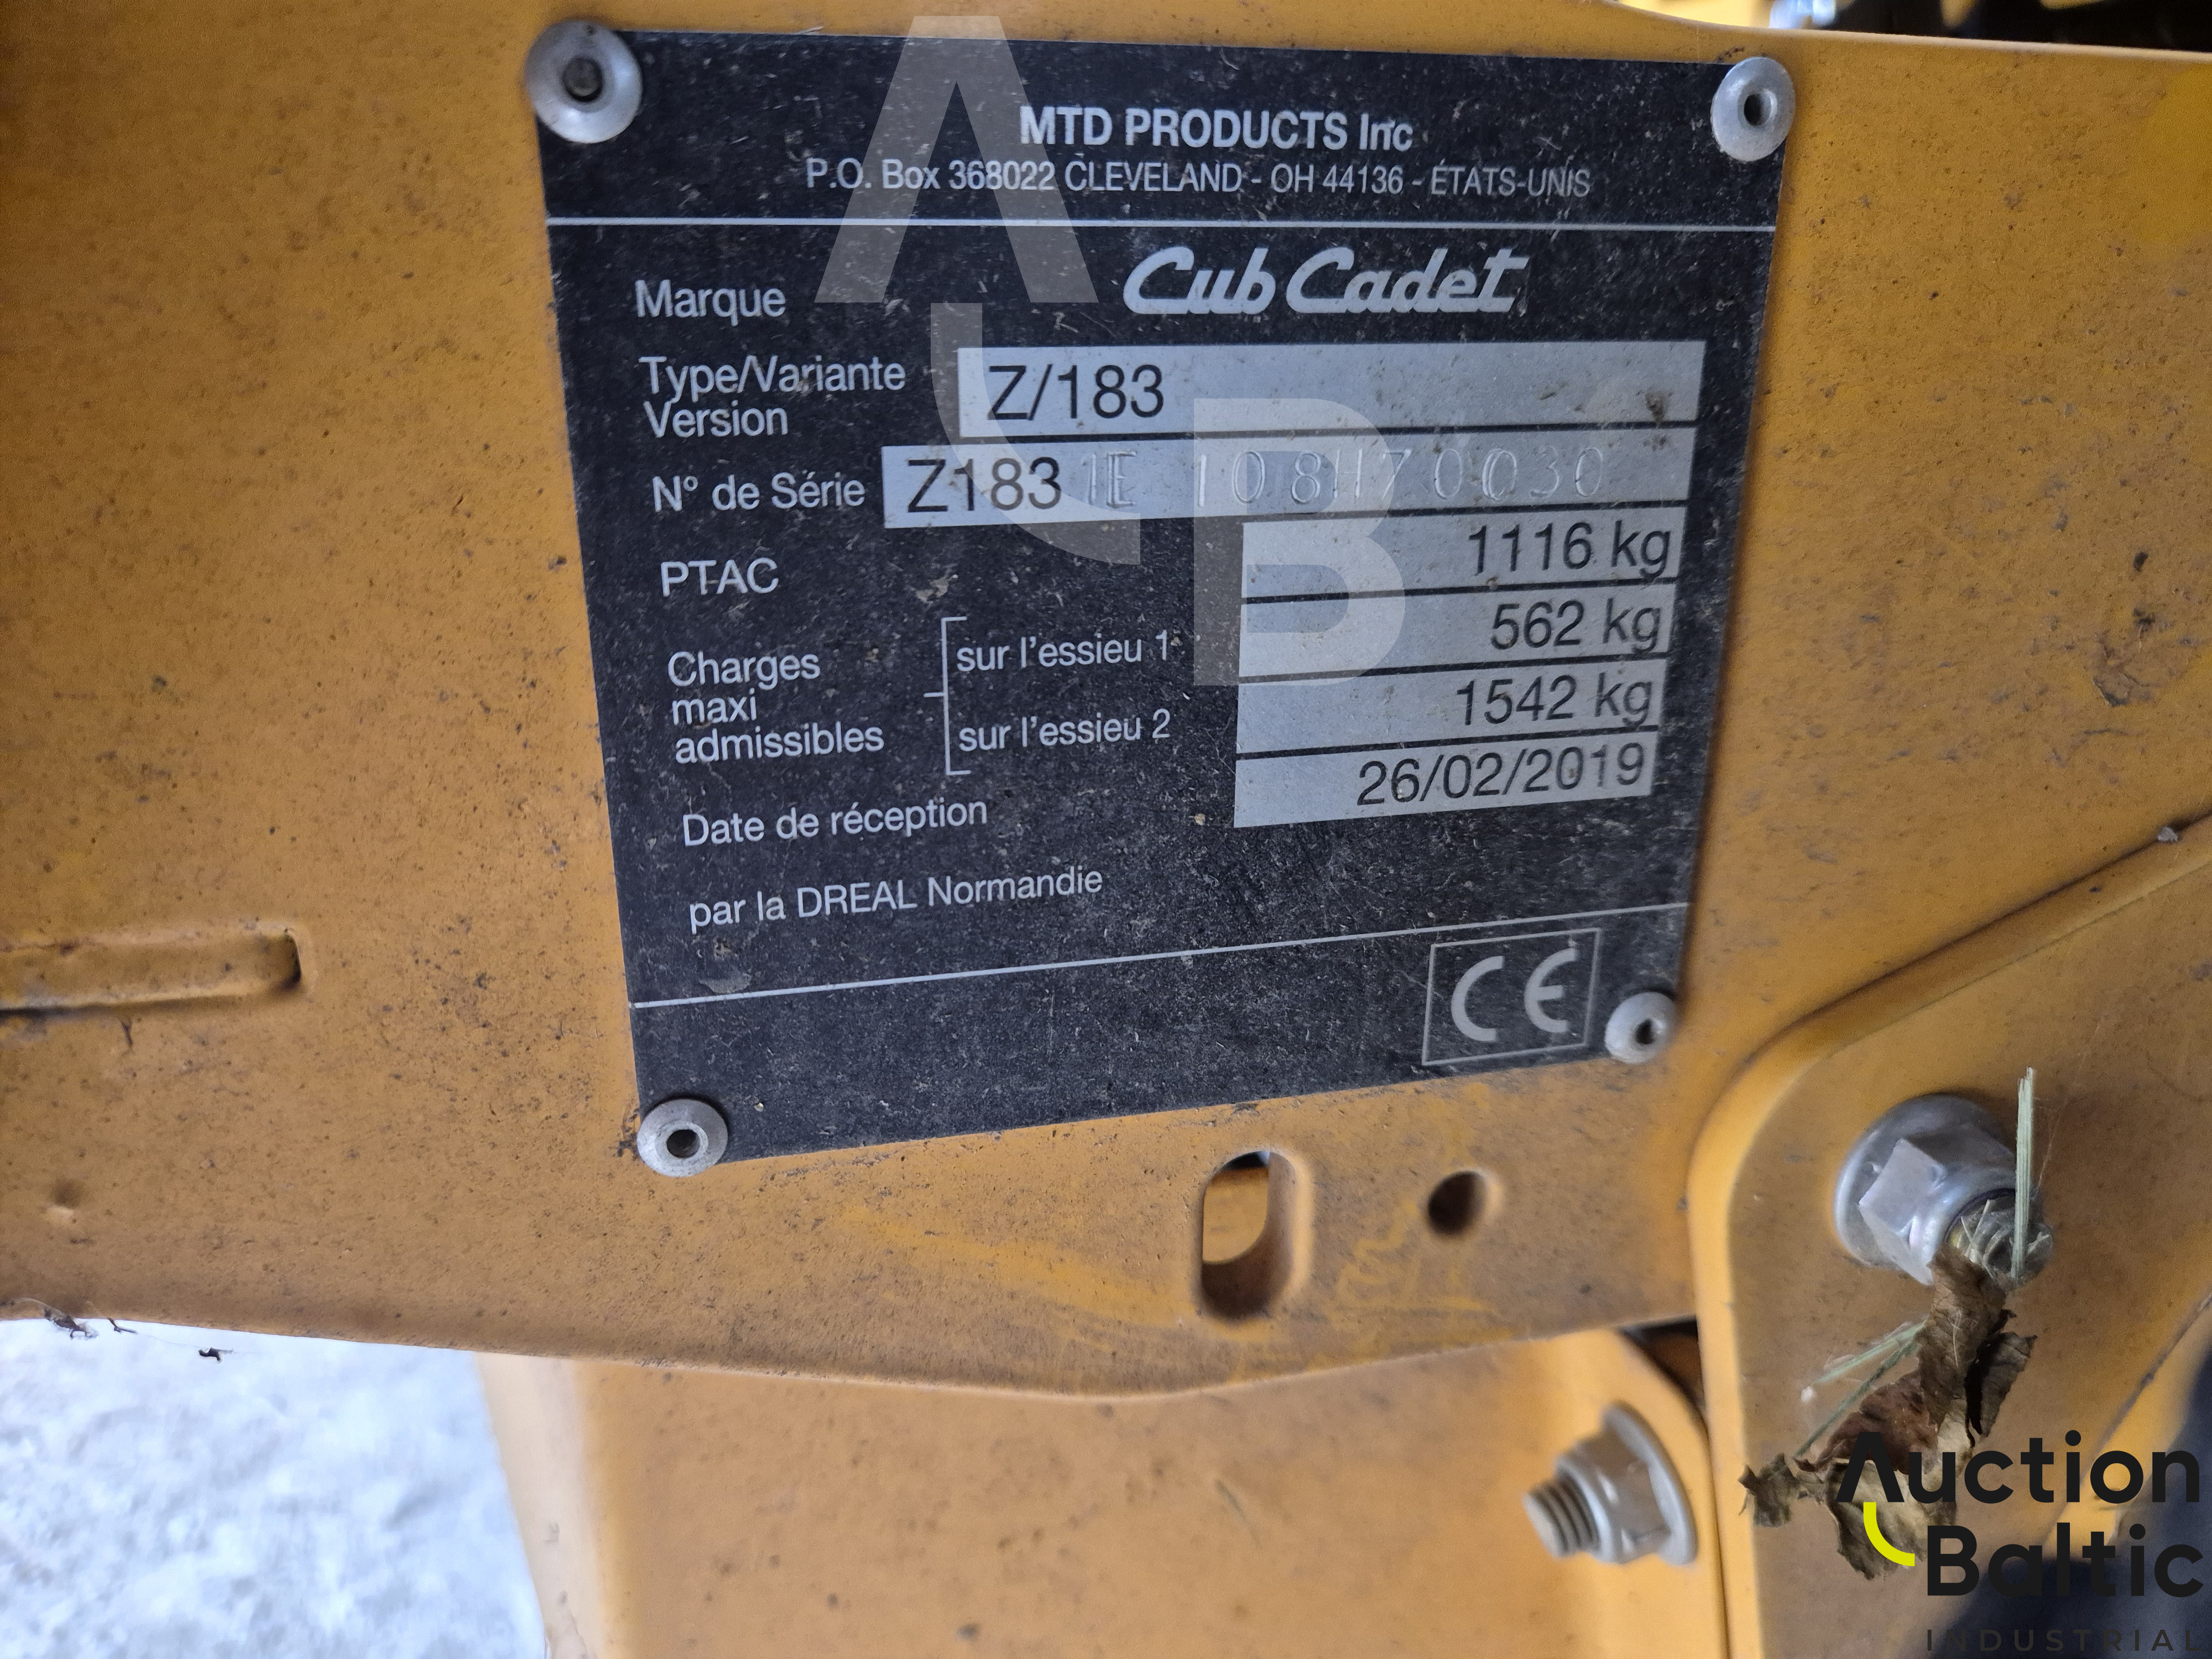 MTD PRODUCTS Inc
P.O. Box 368022 CLEVELAND - OH 44136 - ÉTATS-UNIS
Marque Cub Cadet
Type/Variante
Version Z/183
N° de Série Z183 1E 108H70030
PTAC 1116 kg
Charges
maxi
admissibles
sur l'essieu 1 562 kg
sur l'essieu 2 1542 kg
Date de réception 26/02/2019
par la DREAL Normandie
CE
AB
Auction
Baltic
INDUSTRIAL